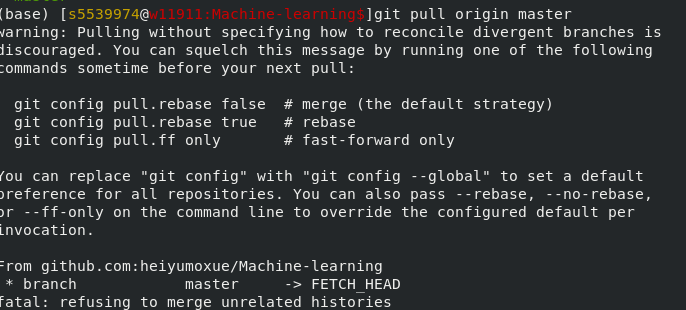 (base) [s5539974@w11911:Machine-learning$]git pull origin master
warning: Pulling without specifying how to reconcile divergent branches is
discouraged. You can squelch this message by running one of the following
commands sometime before your next pull:
git config pull.rebase false # merge (the default strategy)
git config pull.rebase true # rebase
git config pull.ff only # fast-forward only
You can replace "git config" with "git config --global" to set a default
preference for all repositories. You can also pass --rebase, --no-rebase,
or --ff-only on the command line to override the configured default per
invocation.
From github.com:heiyumoxue/Machine-learning
* branch master -> FETCH_HEAD
fatal: refusing to merge unrelated histories